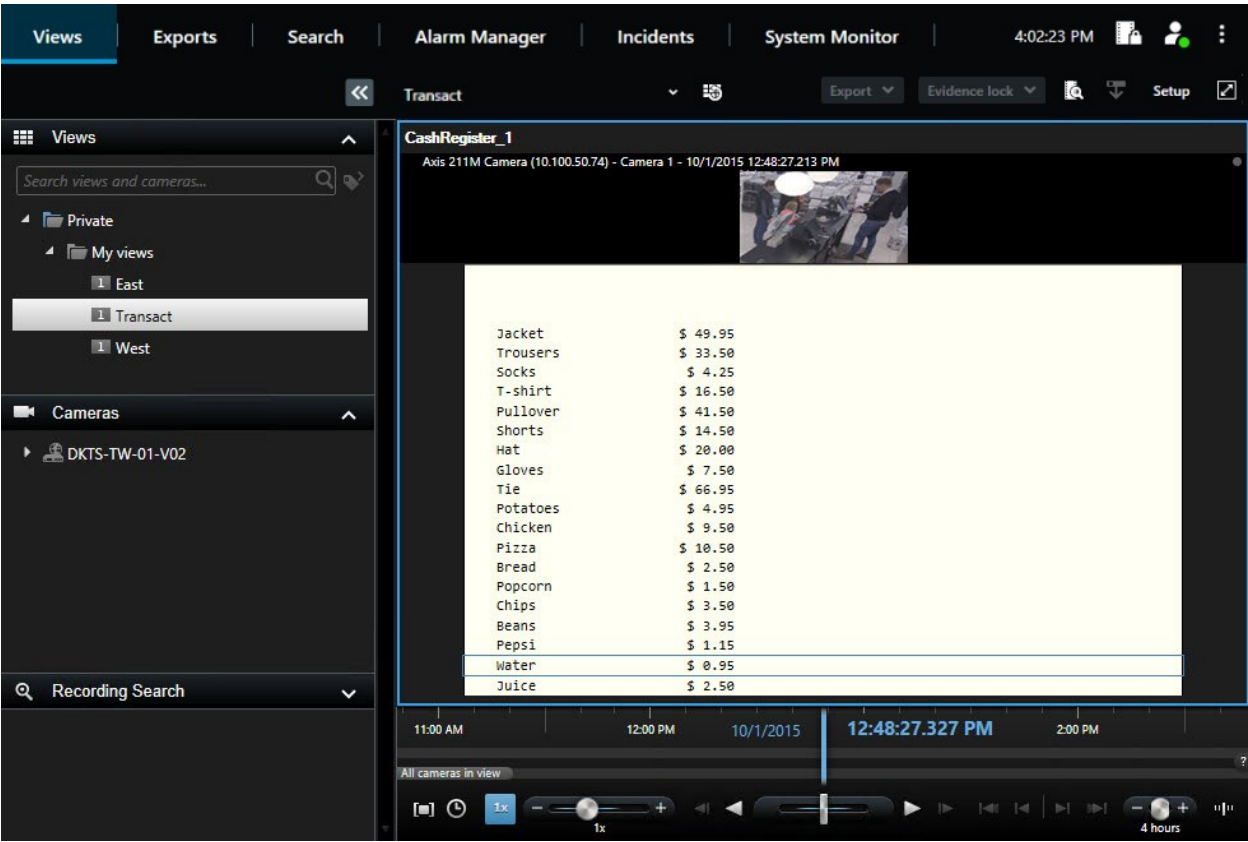 Views Exports Search Alarm Manager Incidents System Monitor 4:02:23 PM
Transact Export Evidence lock Setup
Views
Search views and cameras...
Private
My views
1 East
1 Transact
1 West
Cameras
DKTS-TW-01-V02
Recording Search
CashRegister_1
Axis 211M Camera (10.100.50.74) - Camera 1 - 10/1/2015 12:48:27.213 PM
Jacket $ 49.95
Trousers $ 33.50
Socks $ 4.25
T-shirt $ 16.50
Pullover $ 41.50
Shorts $ 14.50
Hat $ 20.00
Gloves $ 7.50
Tie $ 66.95
Potatoes $ 4.95
Chicken $ 9.50
Pizza $ 10.50
Bread $ 2.50
Popcorn $ 1.50
Chips $ 3.50
Beans $ 3.95
Pepsi $ 1.15
Water $ 0.95
Juice $ 2.50
11:00 AM 12:00 PM 10/1/2015 12:48:27.327 PM 2:00 PM
?
All cameras in view
1x
1x
4 hours